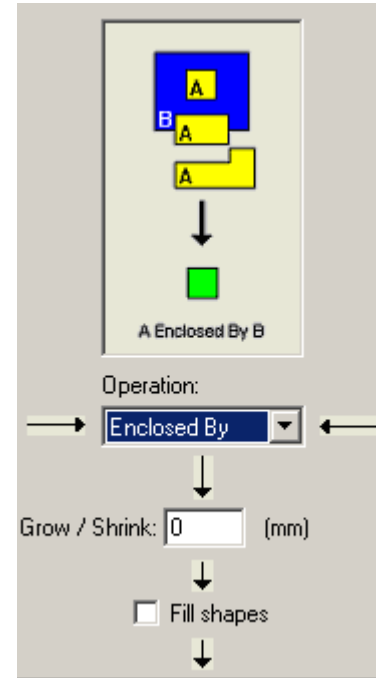 A
B
A
A
A Enclosed By B
Operation:
Enclosed By
Grow / Shrink: 0 (mm)
Fill shapes